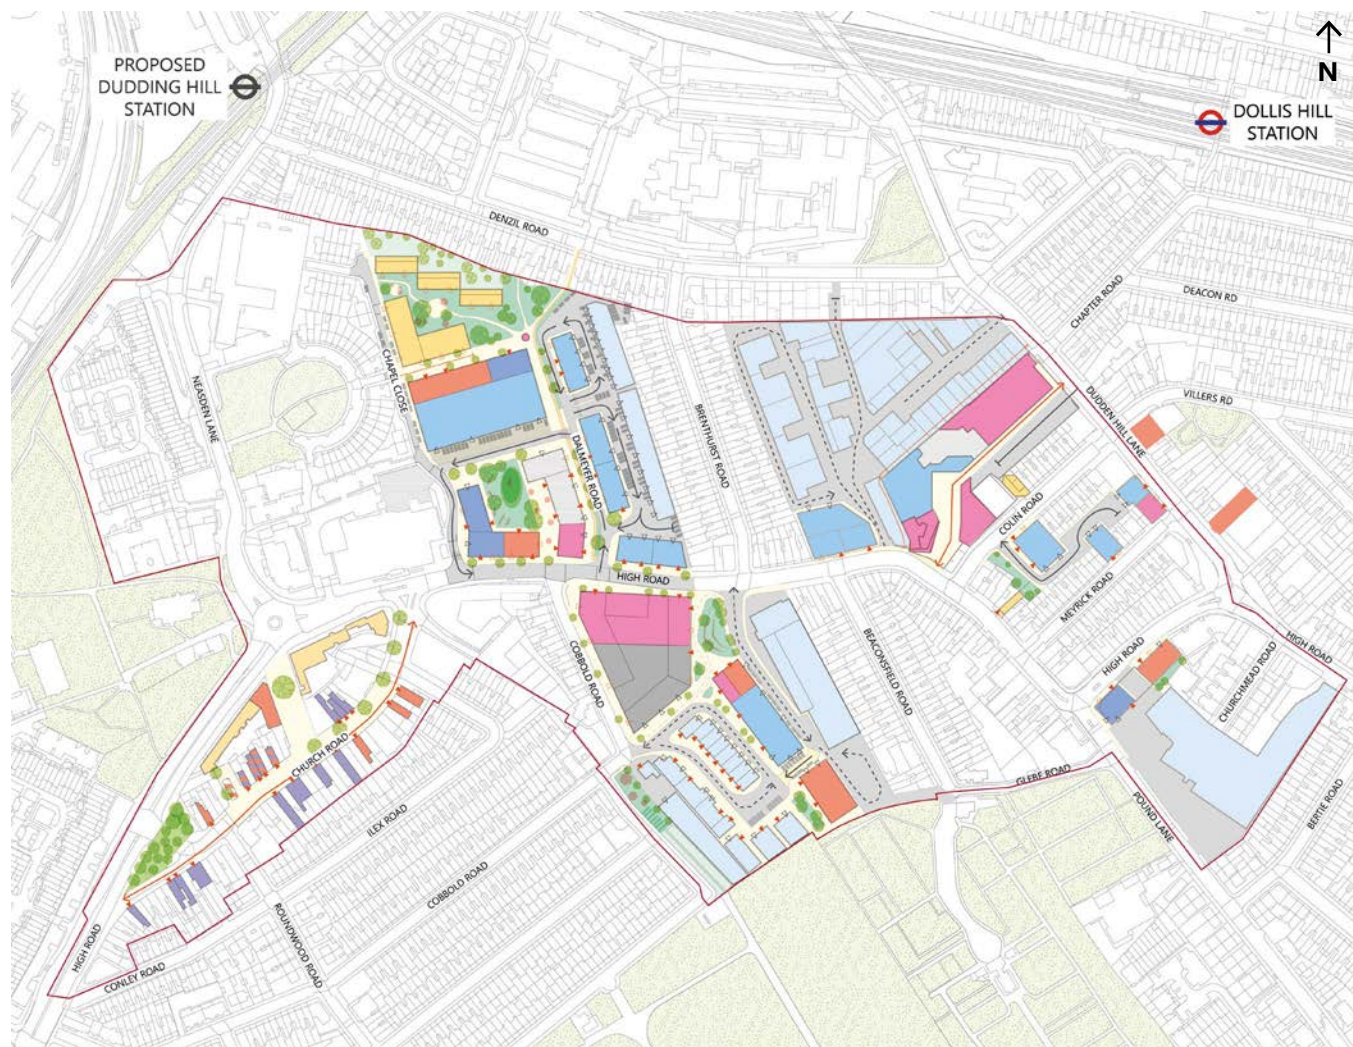 PROPOSED
DUDDING HILL
STATION
N
DOLLIS HILL
STATION
DENZIL ROAD
CHAPTER ROAD
DEACON RD
VILLERS RD
NEASDEN LANE
CHAPEL CLOSE
BRENTHURST ROAD
DALMEYER ROAD
DUDDEN HILL LANE
COLIN ROAD
HIGH ROAD
MEYRICK ROAD
COBBOLD ROAD
BEACONSFIELD ROAD
HIGH ROAD
CHURCHMEAD ROAD
HIGH ROAD
CHURCH ROAD
GLEBE ROAD
POUND LANE
BERTIE ROAD
ILEX ROAD
COBBOLD ROAD
ROUNDWOOD ROAD
HIGH ROAD
CONLEY ROAD